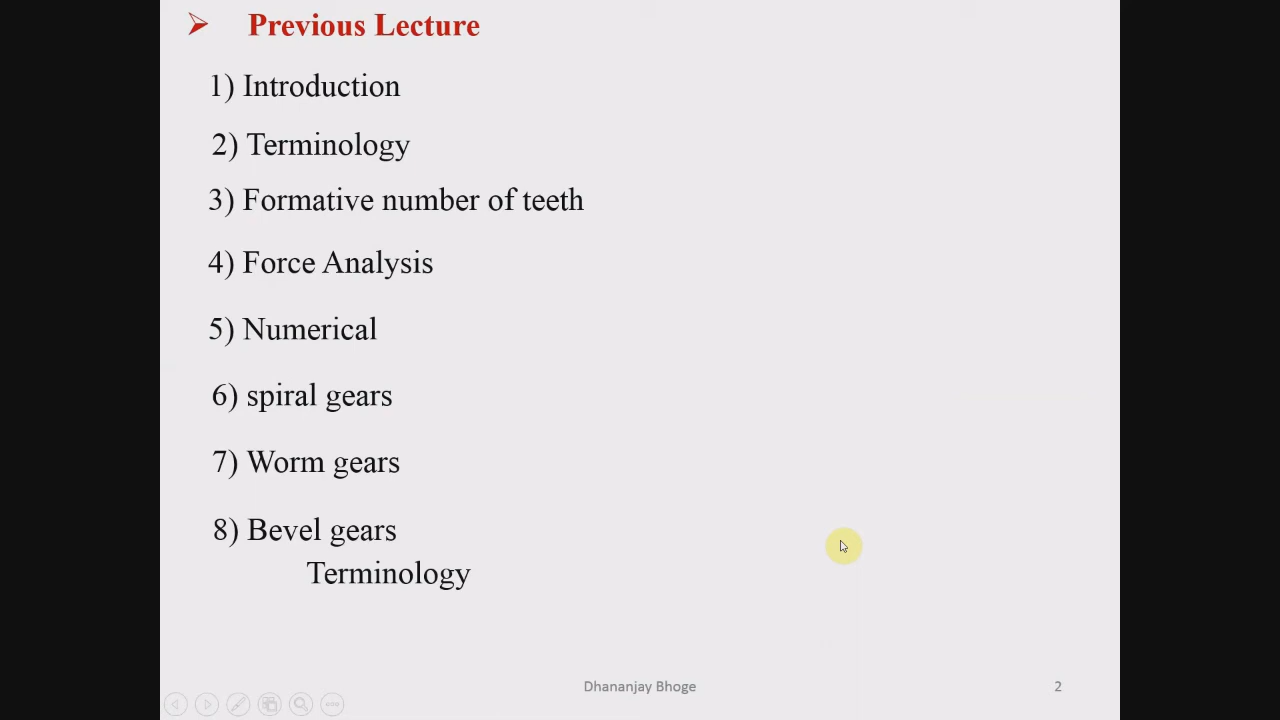 Previous Lecture
1) Introduction
2) Terminology
3) Formative number of teeth
4) Force Analysis
5) Numerical
6) spiral gears
7) Worm gears
8) Bevel gears
Terminology
Dhananjay Bhoge
2